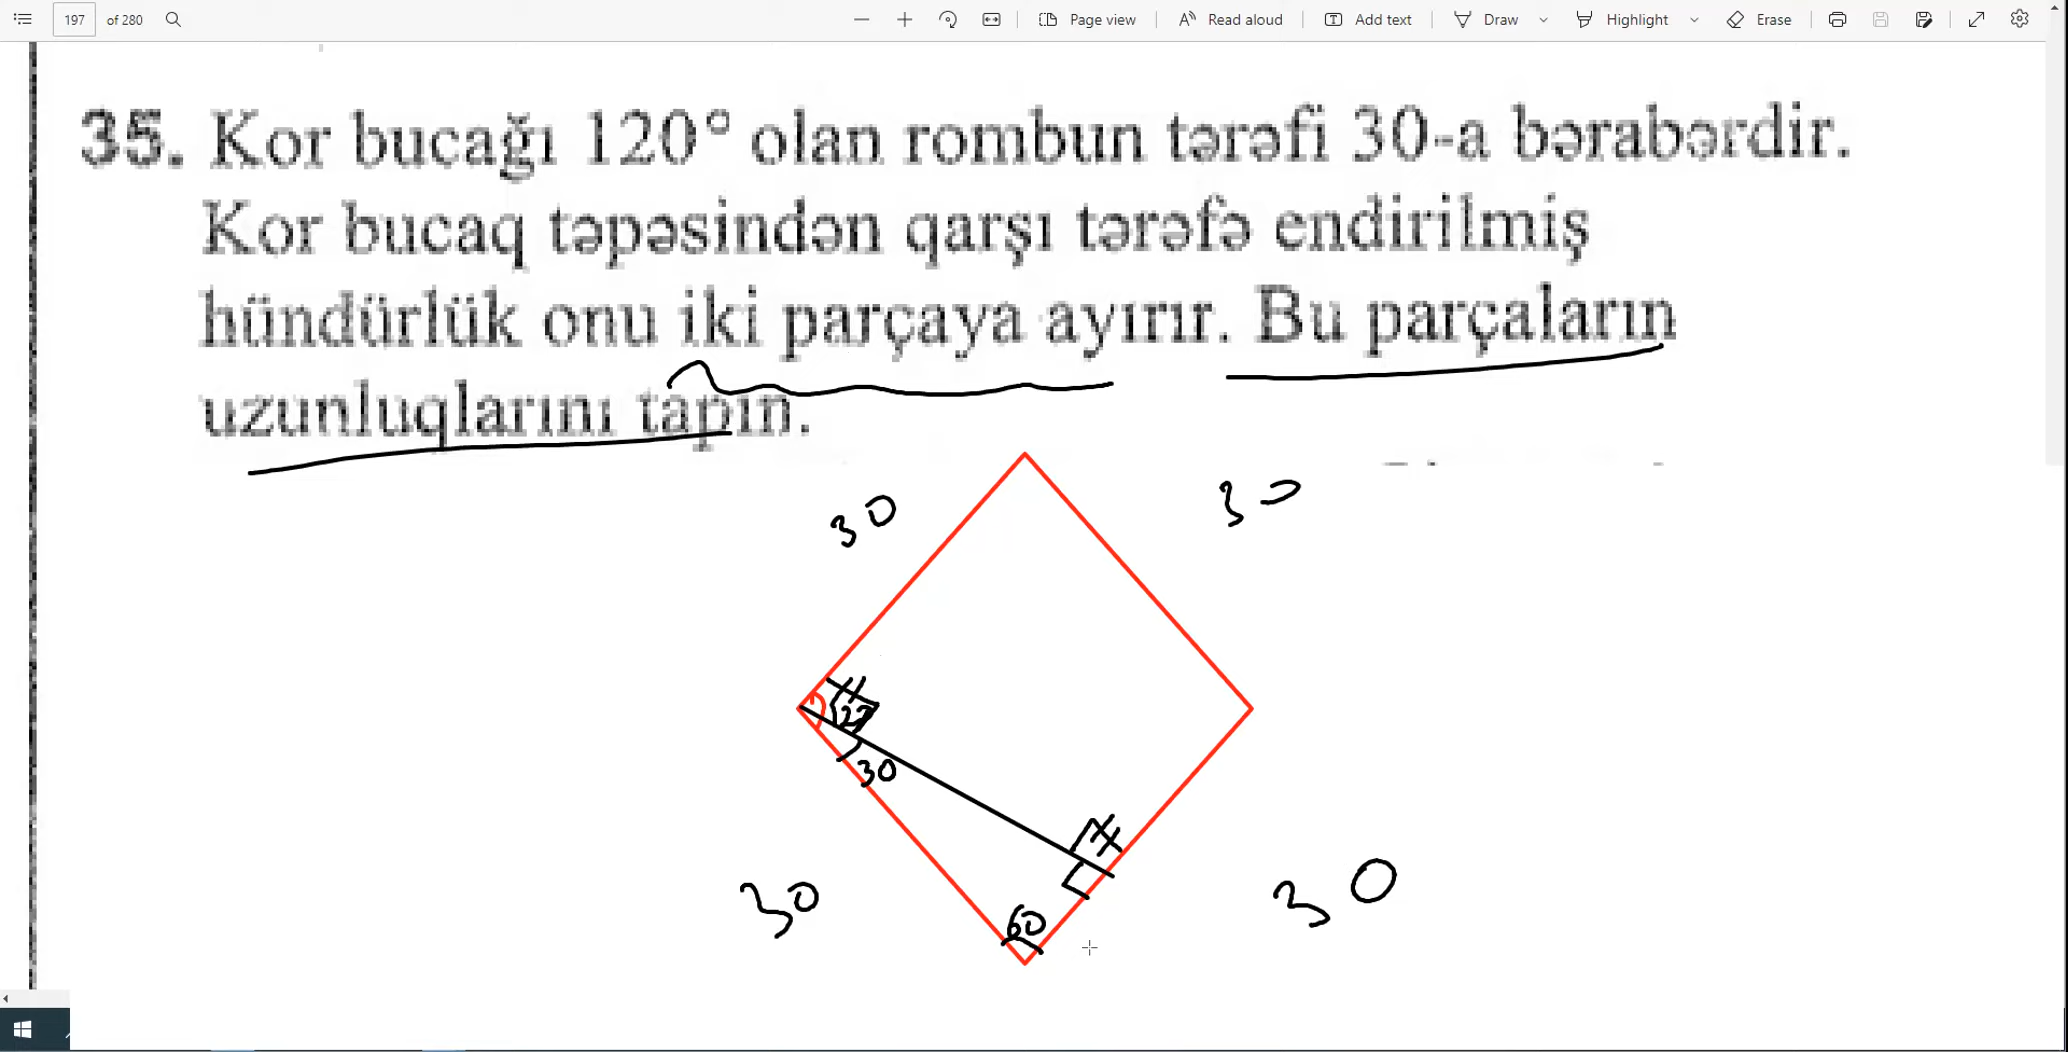 197 of 280 Page view Read aloud Add text Draw Highlight Erase
35. Kor bucağı 120° olan rombun tərəfi 30-a bərabərdir.
Kor bucaq təpəsindən qarşı tərəfə endirilmiş
hündürlük onu iki parçaya ayırır. Bu parçaların
uzunluqlarını tapın.
30
30
30
30
30
60